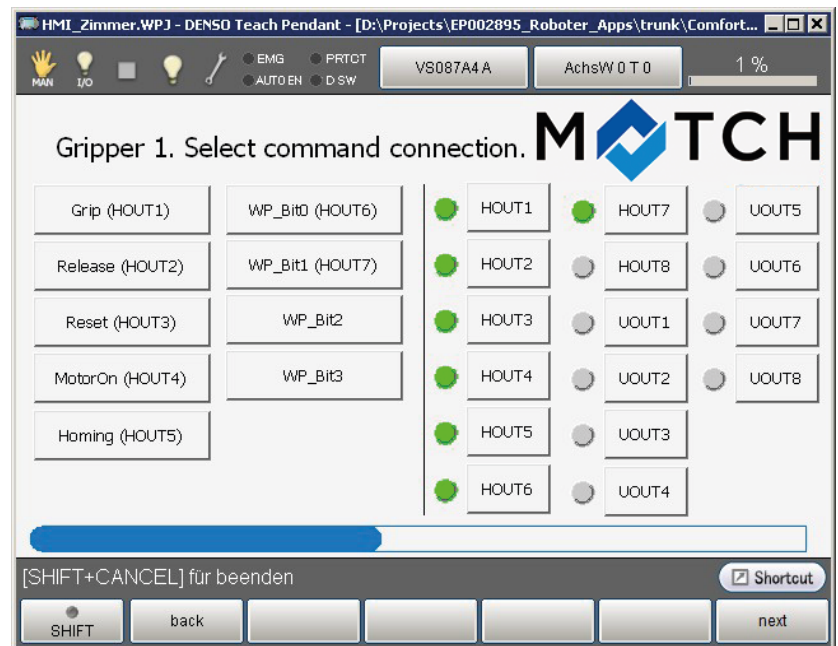 HMI_Zimmer.WPJ - DENSO Teach Pendant - [D:\Projects\EP002895_Roboter_Apps\trunk\Comfort...
MAN I/O EMG PRTCT AUTO EN D SW VS087A4 A AchsW 0 T 0 1 %
Gripper 1. Select command connection. MATCH
Grip (HOUT1) WP_Bit0 (HOUT6) HOUT1 HOUT7 UOUT5
Release (HOUT2) WP_Bit1 (HOUT7) HOUT2 HOUT8 UOUT6
Reset (HOUT3) WP_Bit2 HOUT3 UOUT1 UOUT7
MotorOn (HOUT4) WP_Bit3 HOUT4 UOUT2 UOUT8
Homing (HOUT5) HOUT5 UOUT3
HOUT6 UOUT4
[SHIFT+CANCEL] für beenden Shortcut
SHIFT back next